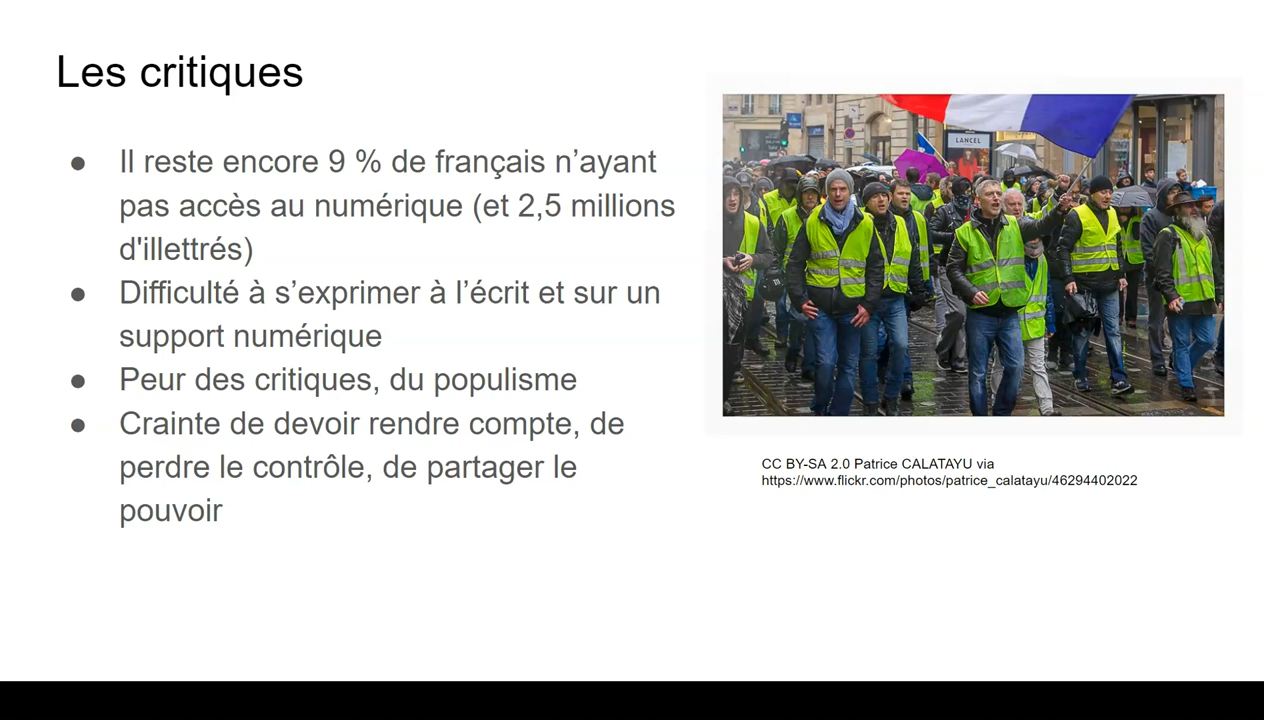 Les critiques
● Il reste encore 9 % de français n’ayant
pas accès au numérique (et 2,5 millions
d'illettrés)
● Difficulté à s’exprimer à l’écrit et sur un
support numérique
● Peur des critiques, du populisme
● Crainte de devoir rendre compte, de
perdre le contrôle, de partager le
pouvoir
LANCEL
CC BY-SA 2.0 Patrice CALATAYU via
https://www.flickr.com/photos/patrice_calatayu/46294402022